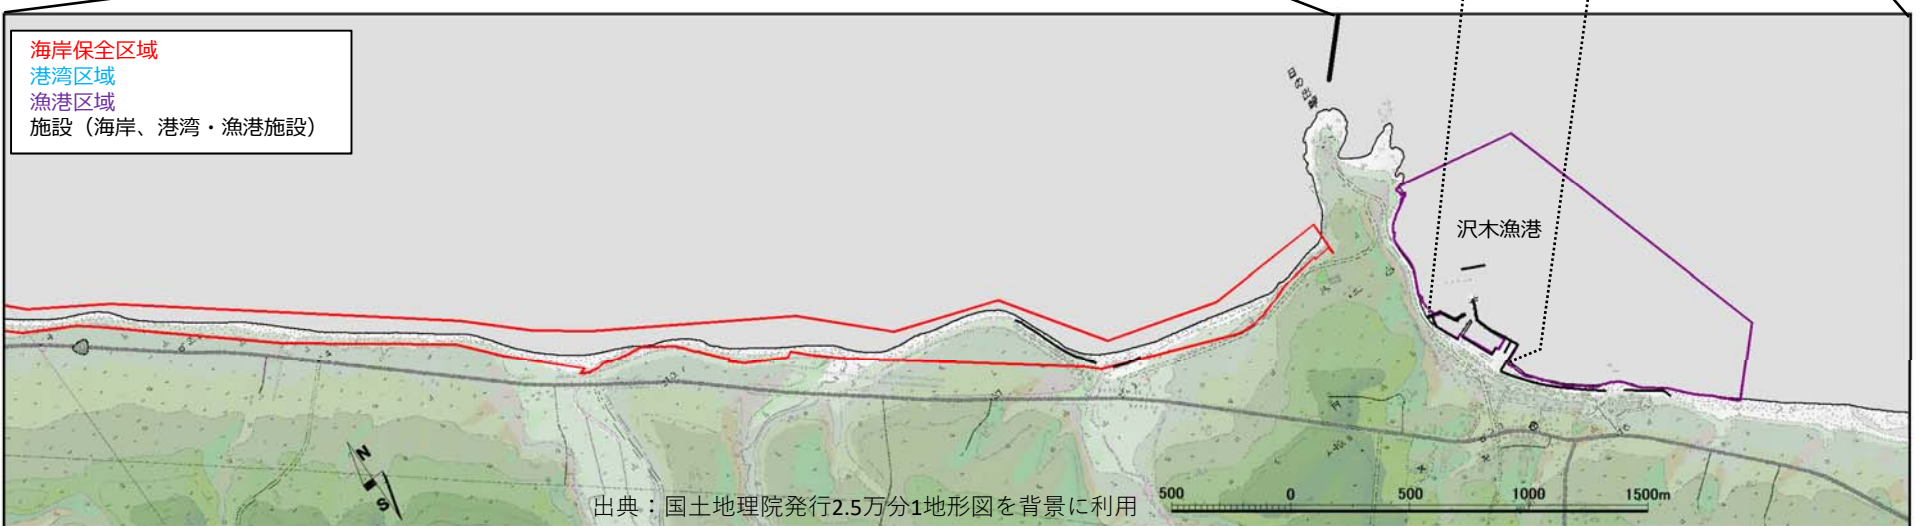 海岸保全区域
港湾区域
漁港区域
施設（海岸、港湾・漁港施設）
日の出岬
沢木漁港
N
S
出典：国土地理院発行2.5万分1地形図を背景に利用
500 0 500 1000 1500m